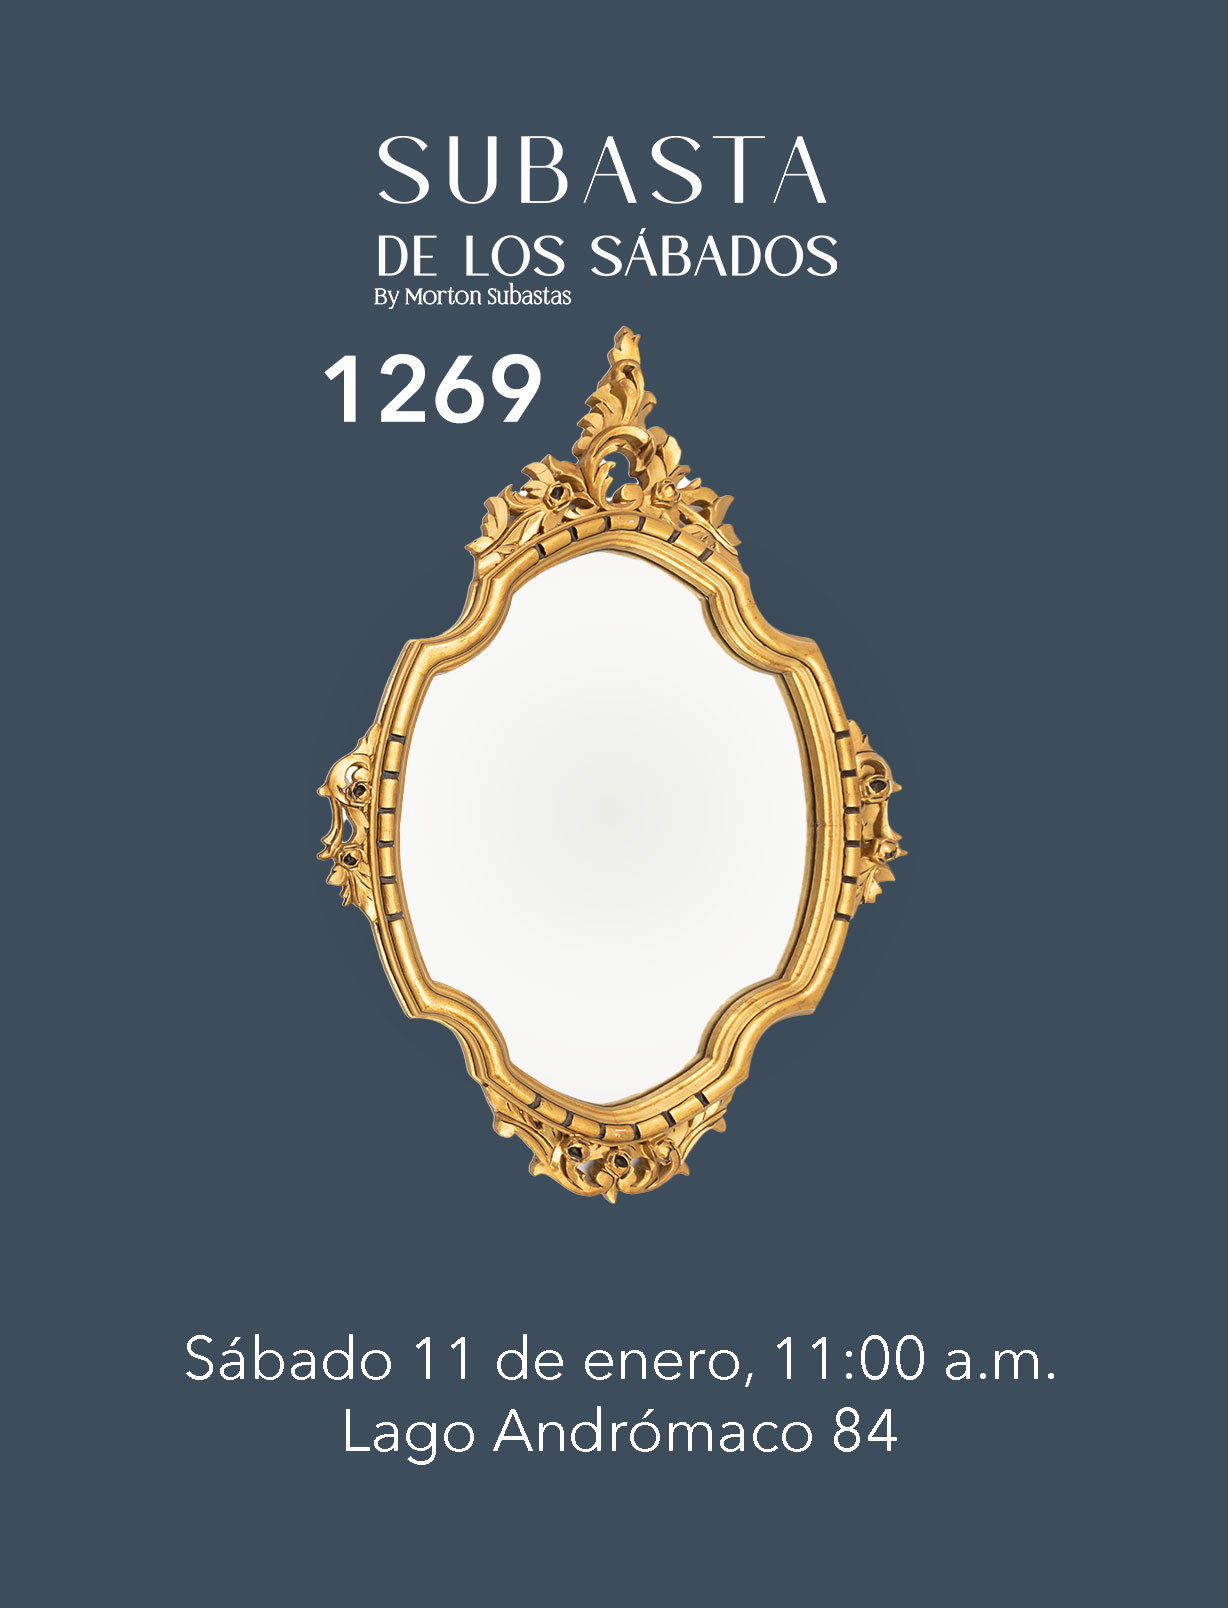 SUBASTA
DE LOS SÁBADOS
By Morton Subastas
1269
Sábado 11 de enero, 11:00 a.m.
Lago Andrómaco 84